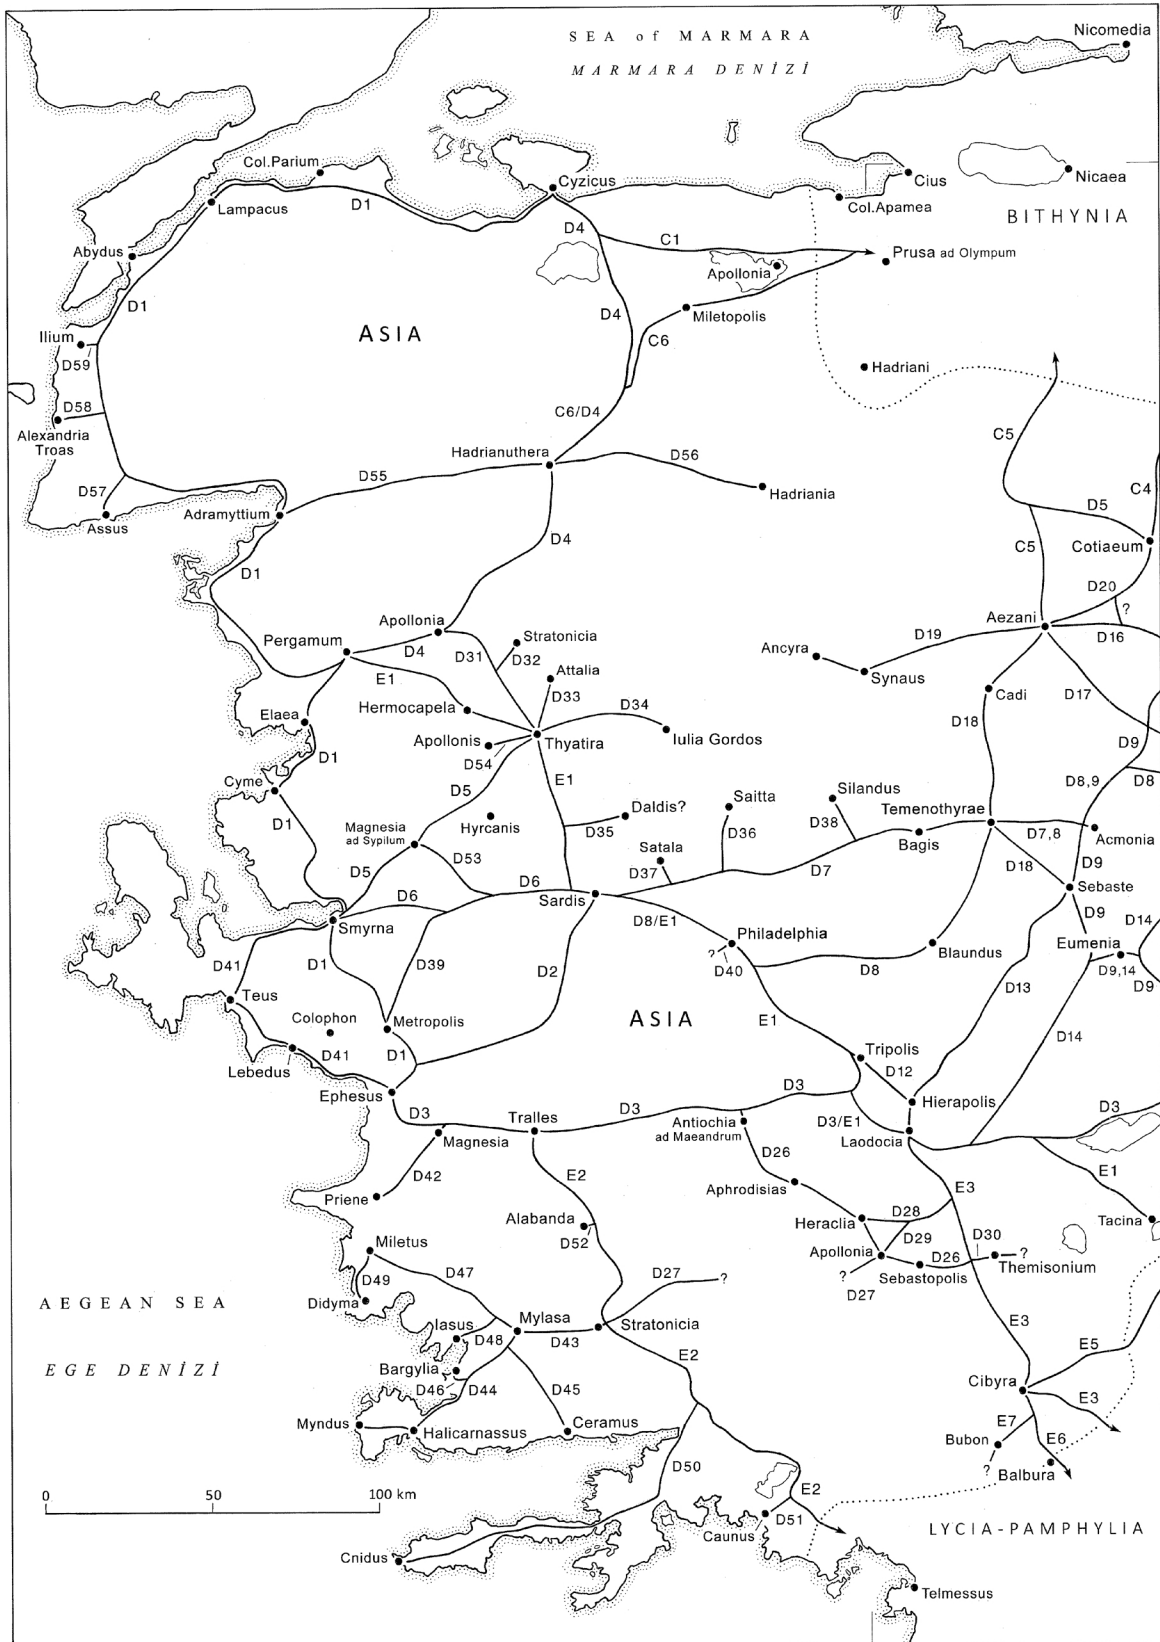 Nicomedia
SEA of MARMARA
MARMARA DENİZİ
Col.Parium
Cyzicus
Cius
Nicaea
Lampacus
D1
Col.Apamea
BITHYNIA
D4
C1
Abydus
Prusa ad Olympum
Apollonia
D1
D4
Miletopolis
Ilium
ASIA
C6
D59
Hadriani
D58
C6/D4
Alexandria
Troas
C5
Hadrianuthera
D56
D55
D57
Hadriania
C4
D5
Assus
Adramyttium
D4
C5
Cotiaeum
D1
D20
?
Apollonia
Aezani
Pergamum
Stratonicia
D19
D16
D4
D31
D32
Ancyra
E1
Attalia
Synaus
Cadi
D17
D33
Hermocapela
D34
Elaea
D18
Apollonis
Thyatira
Iulia Gordos
D9
D1
D54
Cyme
E1
D8,9
D8
D5
Silandus
Saitta
Daldis?
Temenothyrae
D1
Magnesia
ad Sypilum
Hyrcanis
D35
D36
D38
Bagis
D7,8
Acmonia
Satala
D53
D37
D7
D18
D9
D5
D6
D6
Sardis
Sebaste
Smyrna
D8/E1
D9
D14
Philadelphia
Eumenia
?
D40
D41
D1
D39
D2
D8
Blaundus
D9,14
D9
D13
Teus
Colophon
Metropolis
ASIA
E1
D14
D41
D1
Tripolis
Lebedus
D12
Ephesus
D3
Hierapolis
D3
D3
Tralles
D3
Antiochia
ad Maeandrum
D3/E1
Laodocia
Magnesia
D26
E1
D42
E2
Aphrodisias
E3
Priene
Alabanda
Heraclia
D28
Tacina
D52
D29
D30
Miletus
Apollonia
D26
?
Themisonium
D47
D27
?
?
Sebastopolis
D49
D27
AEGEAN SEA
Didyma
Iasus
Mylasa
Stratonicia
E3
D48
D43
E5
EGE DENİZİ
Bargylia
E2
D46
D44
D45
Cibyra
E3
Myndus
Halicarnassus
Ceramus
E7
Bubon
E6
D50
?
Balbura
0
50
100 km
E2
D51
Caunus
LYCIA-PAMPHYLIA
Cnidus
Telmessus